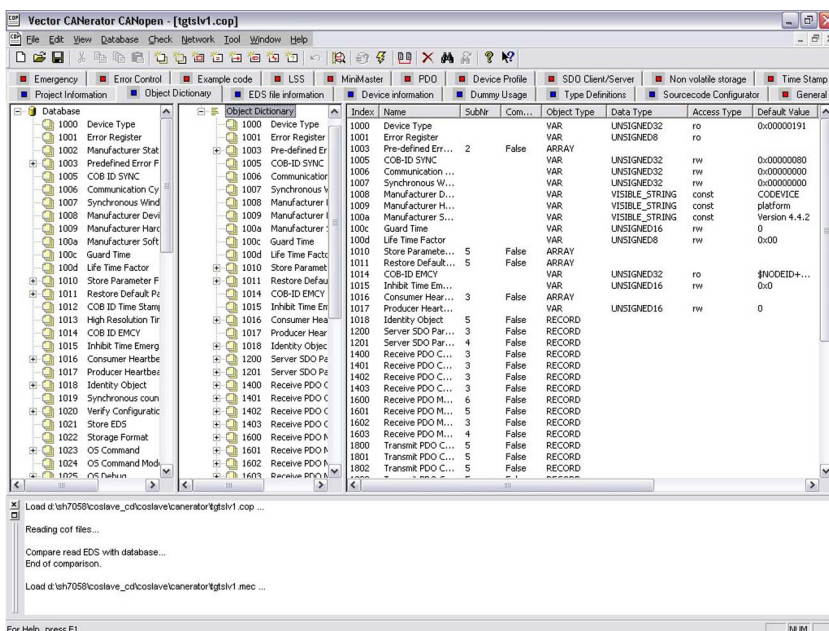 Vector CANerator CANopen - [tgtslv1.cop]
File Edit View Database Check Network Tool Window Help
Emergency Error Control Example code LSS MiniMaster PDO Device Profile SDO Client/Server Non volatile storage Time Stamp
Project Information Object Dictionary EDS file information Device information Dummy Usage Type Definitions Sourcecode Configurator General
Database
1000 Device Type
1001 Error Register
1002 Manufacturer Stat
1003 Predefined Error F
1005 COB ID SYNC
1006 Communication Cy
1007 Synchronous Wind
1008 Manufacturer Devi
1009 Manufacturer Hard
100a Manufacturer Soft
100c Guard Time
100d Life Time Factor
1010 Store Parameter F
1011 Restore Default Pa
1012 COB ID Time Stam
1013 High Resolution Tir
1014 COB ID EMCY
1015 Inhibit Time Emerg
1016 Consumer Heartbe
1017 Producer Heartbea
1018 Identity Object
1019 Synchronous coun
1020 Verify Configuratic
1021 Store EDS
1022 Storage Format
1023 OS Command
1024 OS Command Mod
1025 OS Debug
Object Dictionary
1000 Device Type
1001 Error Register
1003 Pre-defined Err
1005 COB-ID SYNC
1006 Communication
1007 Synchronous W
1008 Manufacturer
1009 Manufacturer
100a Manufacturer
100c Guard Time
100d Life Time Facto
1010 Store Paramet
1011 Restore Defau
1014 COB-ID EMCY
1015 Inhibit Time Em
1016 Consumer Hea
1017 Producer Hear
1018 Identity Objec
1200 Server SDO Pa
1201 Server SDO Pa
1400 Receive PDO C
1401 Receive PDO C
1402 Receive PDO C
1403 Receive PDO C
1600 Receive PDO M
1601 Receive PDO M
1602 Receive PDO M
1603 Receive PDO M
Index Name SubNr Com... Object Type Data Type Access Type Default Value
1000 Device Type VAR UNSIGNED32 ro 0x00000191
1001 Error Register VAR UNSIGNED8 ro
1003 Pre-defined Err... 2 False ARRAY
1005 COB-ID SYNC VAR UNSIGNED32 rw 0x00000080
1006 Communication ... VAR UNSIGNED32 rw 0x00000000
1007 Synchronous W... VAR UNSIGNED32 rw 0x00000000
1008 Manufacturer D... VAR VISIBLE_STRING const CODEVICE
1009 Manufacturer H... VAR VISIBLE_STRING const platform
100a Manufacturer S... VAR VISIBLE_STRING const Version 4.4.2
100c Guard Time VAR UNSIGNED16 rw 0
100d Life Time Factor VAR UNSIGNED8 rw 0x00
1010 Store Paramete... 5 False ARRAY
1011 Restore Default... 5 False ARRAY
1014 COB-ID EMCY VAR UNSIGNED32 ro $NODEID+...
1015 Inhibit Time Em... VAR UNSIGNED16 rw 0x0
1016 Consumer Hear... 3 False ARRAY
1017 Producer Heart... VAR UNSIGNED16 rw 0
1018 Identity Object 5 False RECORD
1200 Server SDO Par... 3 False RECORD
1201 Server SDO Par... 4 False RECORD
1400 Receive PDO C... 3 False RECORD
1401 Receive PDO C... 3 False RECORD
1402 Receive PDO C... 3 False RECORD
1403 Receive PDO C... 3 False RECORD
1600 Receive PDO M... 6 False RECORD
1601 Receive PDO M... 5 False RECORD
1602 Receive PDO M... 3 False RECORD
1603 Receive PDO M... 4 False RECORD
1800 Transmit PDO C... 5 False RECORD
1801 Transmit PDO C... 5 False RECORD
1802 Transmit PDO C... 5 False RECORD
Load d:\sh7058\coslave_cd\coslave\canerator\tgtslv1.cop ...
Reading cof files...
Compare read EDS with database...
End of comparison.
Load d:\sh7058\coslave_cd\coslave\canerator\tgtslv1.mec ...
For Help, press F1
NUM